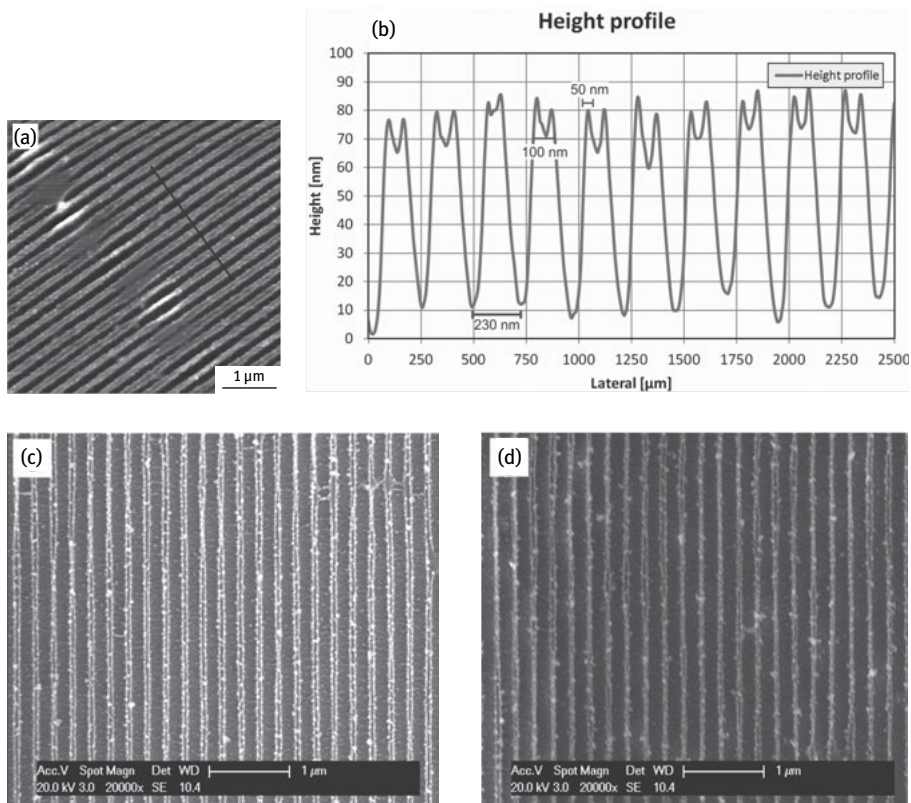 (a)
1 µm
(b)
Height profile
Height [nm]
100
90
80
70
60
50
40
30
20
10
0
Height profile
50 nm
100 nm
230 nm
0 250 500 750 1000 1250 1500 1750 2000 2250 2500
Lateral [µm]
(c)
Acc.V Spot Magn Det WD 1 µm
20.0 kV 3.0 20000x SE 10.4
(d)
Acc.V Spot Magn Det WD 1 µm
20.0 kV 3.0 20000x SE 10.4